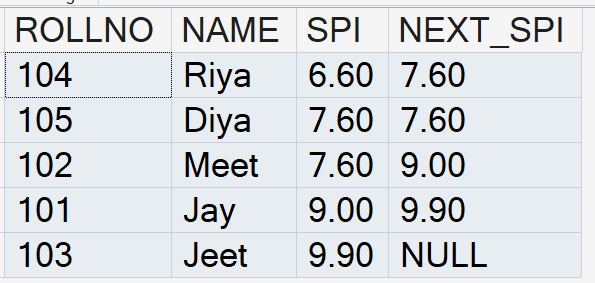 ROLLNO NAME SPI NEXT_SPI
104 Riya 6.60 7.60
105 Diya 7.60 7.60
102 Meet 7.60 9.00
101 Jay 9.00 9.90
103 Jeet 9.90 NULL